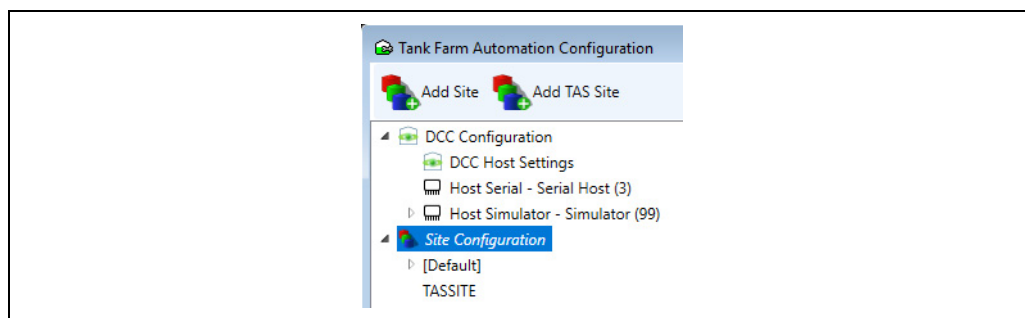 Tank Farm Automation Configuration
Add Site Add TAS Site
DCC Configuration
DCC Host Settings
Host Serial - Serial Host (3)
Host Simulator - Simulator (99)
Site Configuration
[Default]
TASSITE